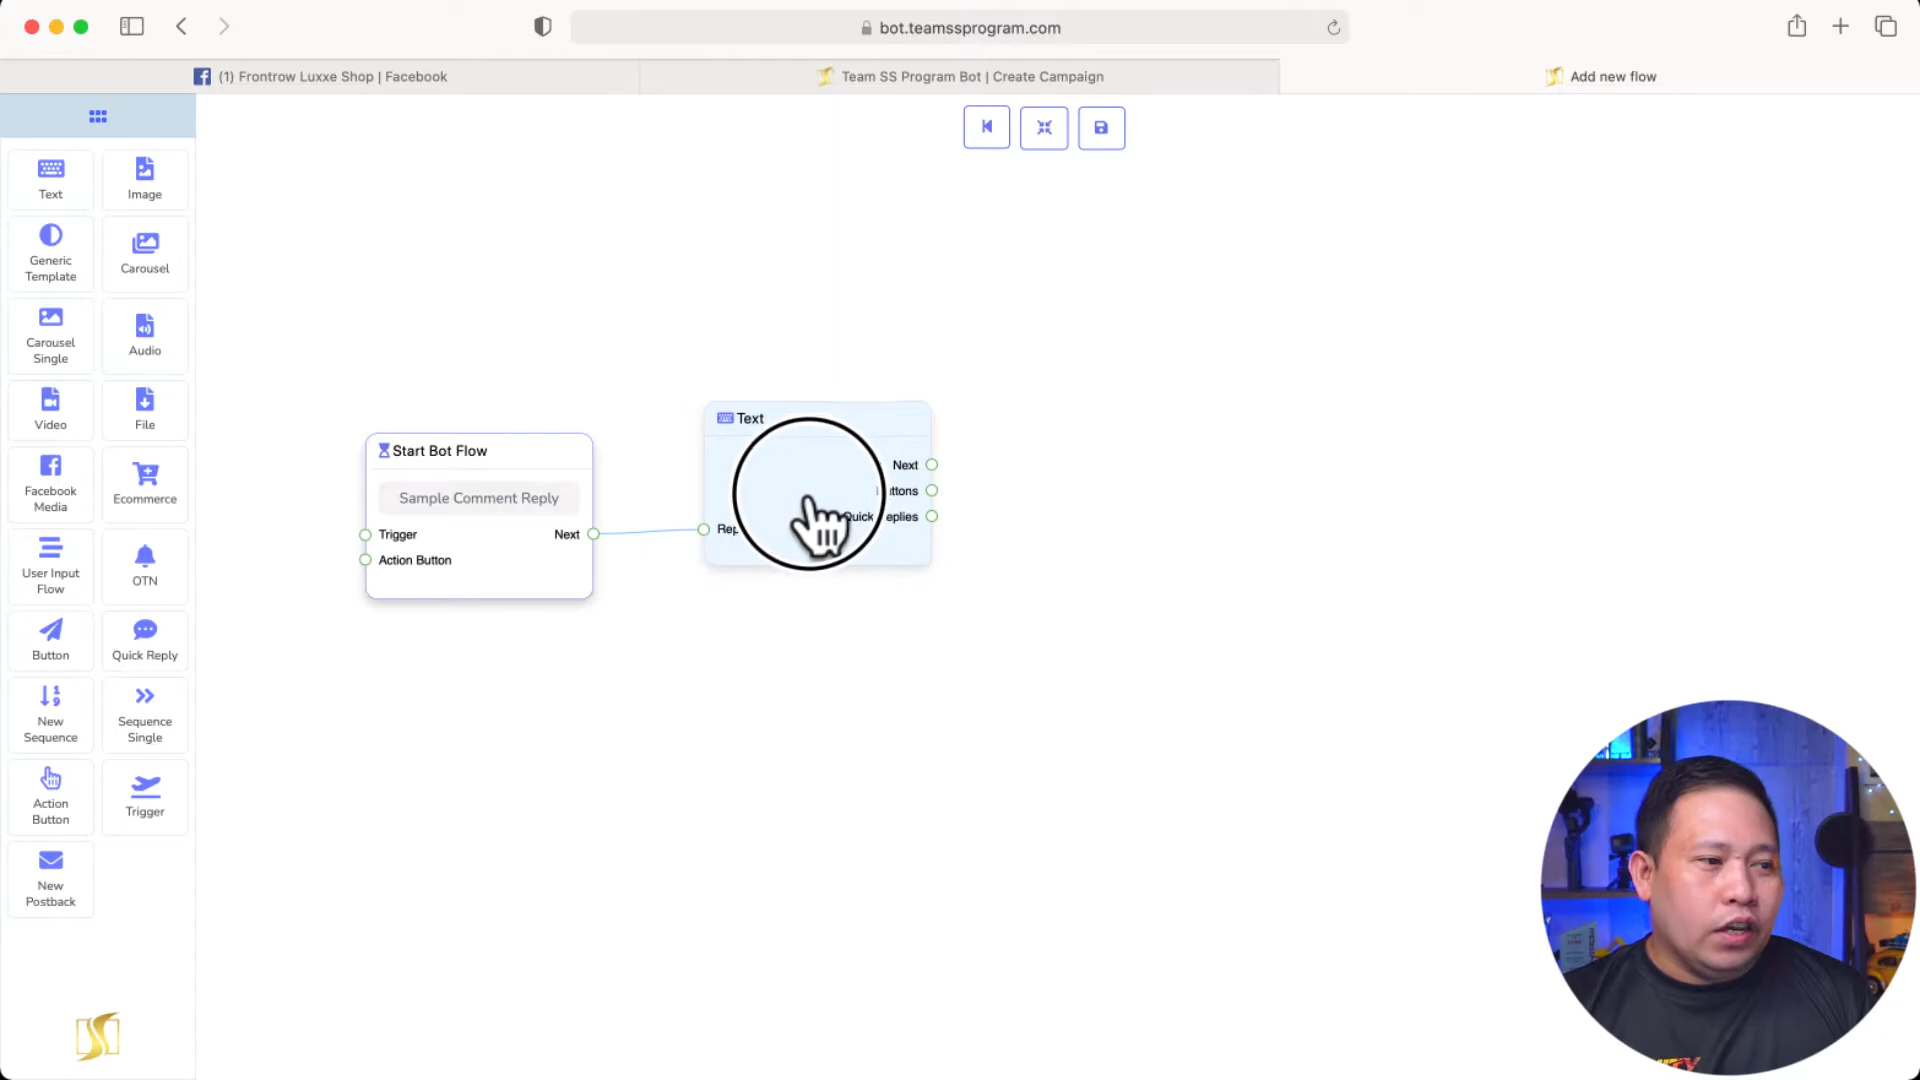 bot.teamssprogram.com
(1) Frontrow Luxxe Shop | Facebook
Team SS Program Bot | Create Campaign
Add new flow
Text
Image
Generic
Template
Carousel
Carousel
Single
Audio
Video
File
Facebook
Media
Ecommerce
User Input
Flow
OTN
Button
Quick Reply
New
Sequence
Sequence
Single
Action
Button
Trigger
New
Postback
Start Bot Flow
Sample Comment Reply
Trigger
Next
Action Button
Text
Next
Quick